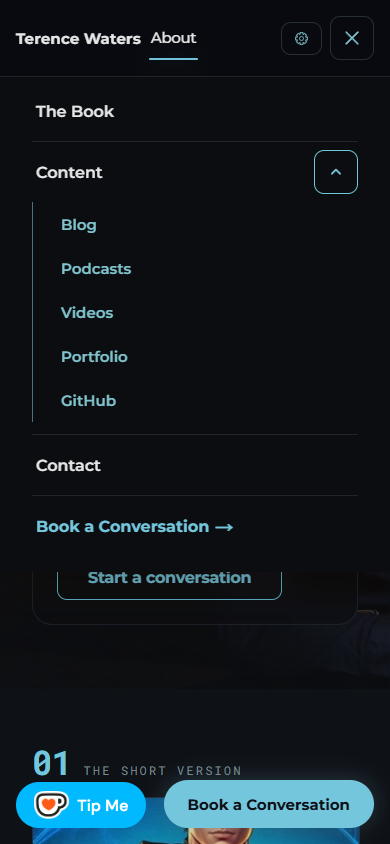 Terence Waters About
The Book
Content
Blog
Podcasts
Videos
Portfolio
GitHub
Contact
Book a Conversation →
Start a conversation
01 THE SHORT VERSION
Tip Me
Book a Conversation